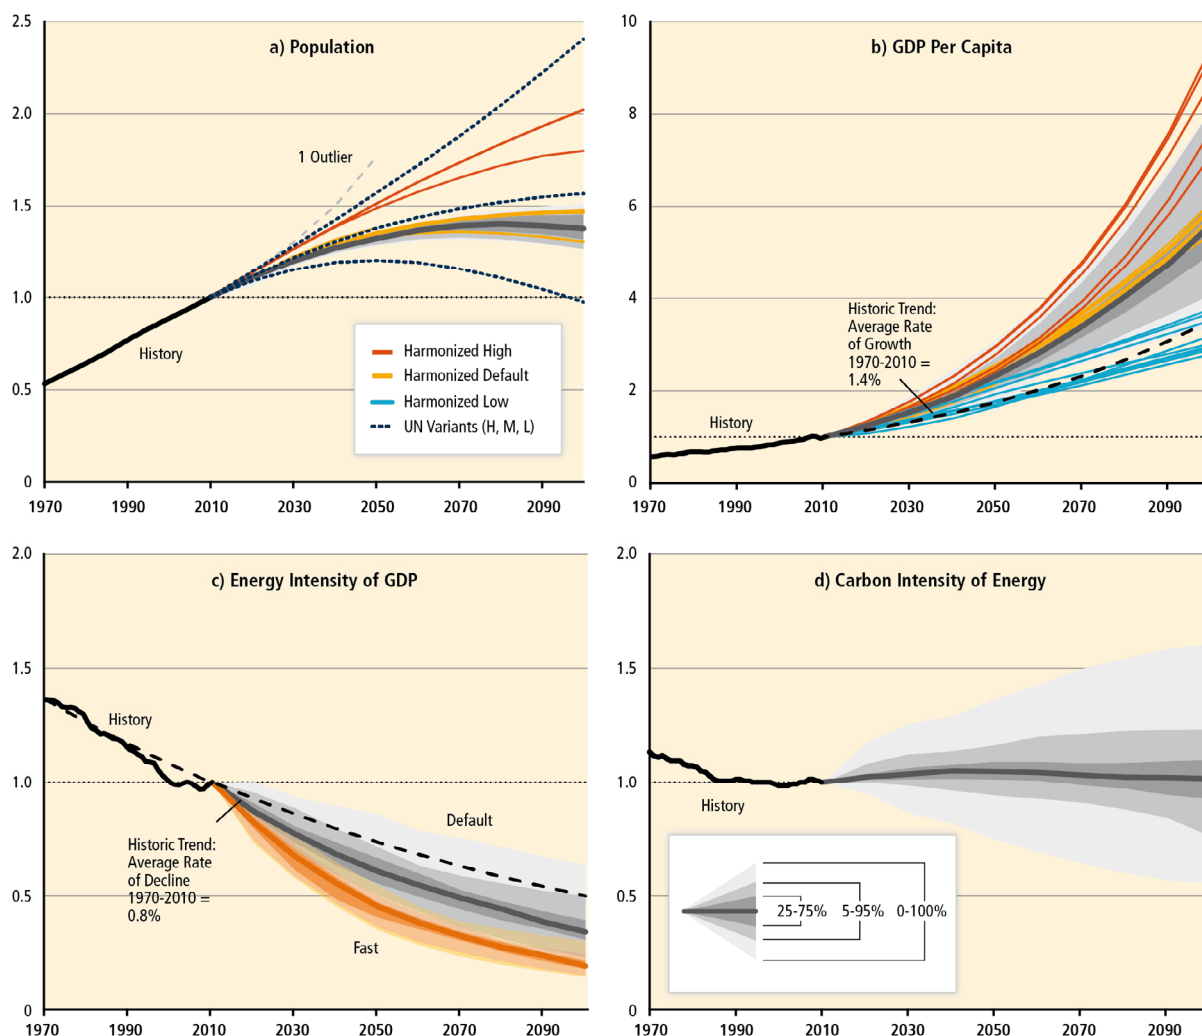 a) Population
2.5
2.0
1.5
1.0
0.5
0
1 Outlier
History
Harmonized High
Harmonized Default
Harmonized Low
UN Variants (H, M, L)
1970 1990 2010 2030 2050 2070 2090
b) GDP Per Capita
10
8
6
4
2
0
Historic Trend:
Average Rate
of Growth
1970-2010 =
1.4%
History
1970 1990 2010 2030 2050 2070 2090
c) Energy Intensity of GDP
2.0
1.5
1.0
0.5
0
History
Default
Historic Trend:
Average Rate
of Decline
1970-2010 =
0.8%
Fast
1970 1990 2010 2030 2050 2070 2090
d) Carbon Intensity of Energy
2.0
1.5
1.0
0.5
0
History
25-75% 5-95% 0-100%
1970 1990 2010 2030 2050 2070 2090